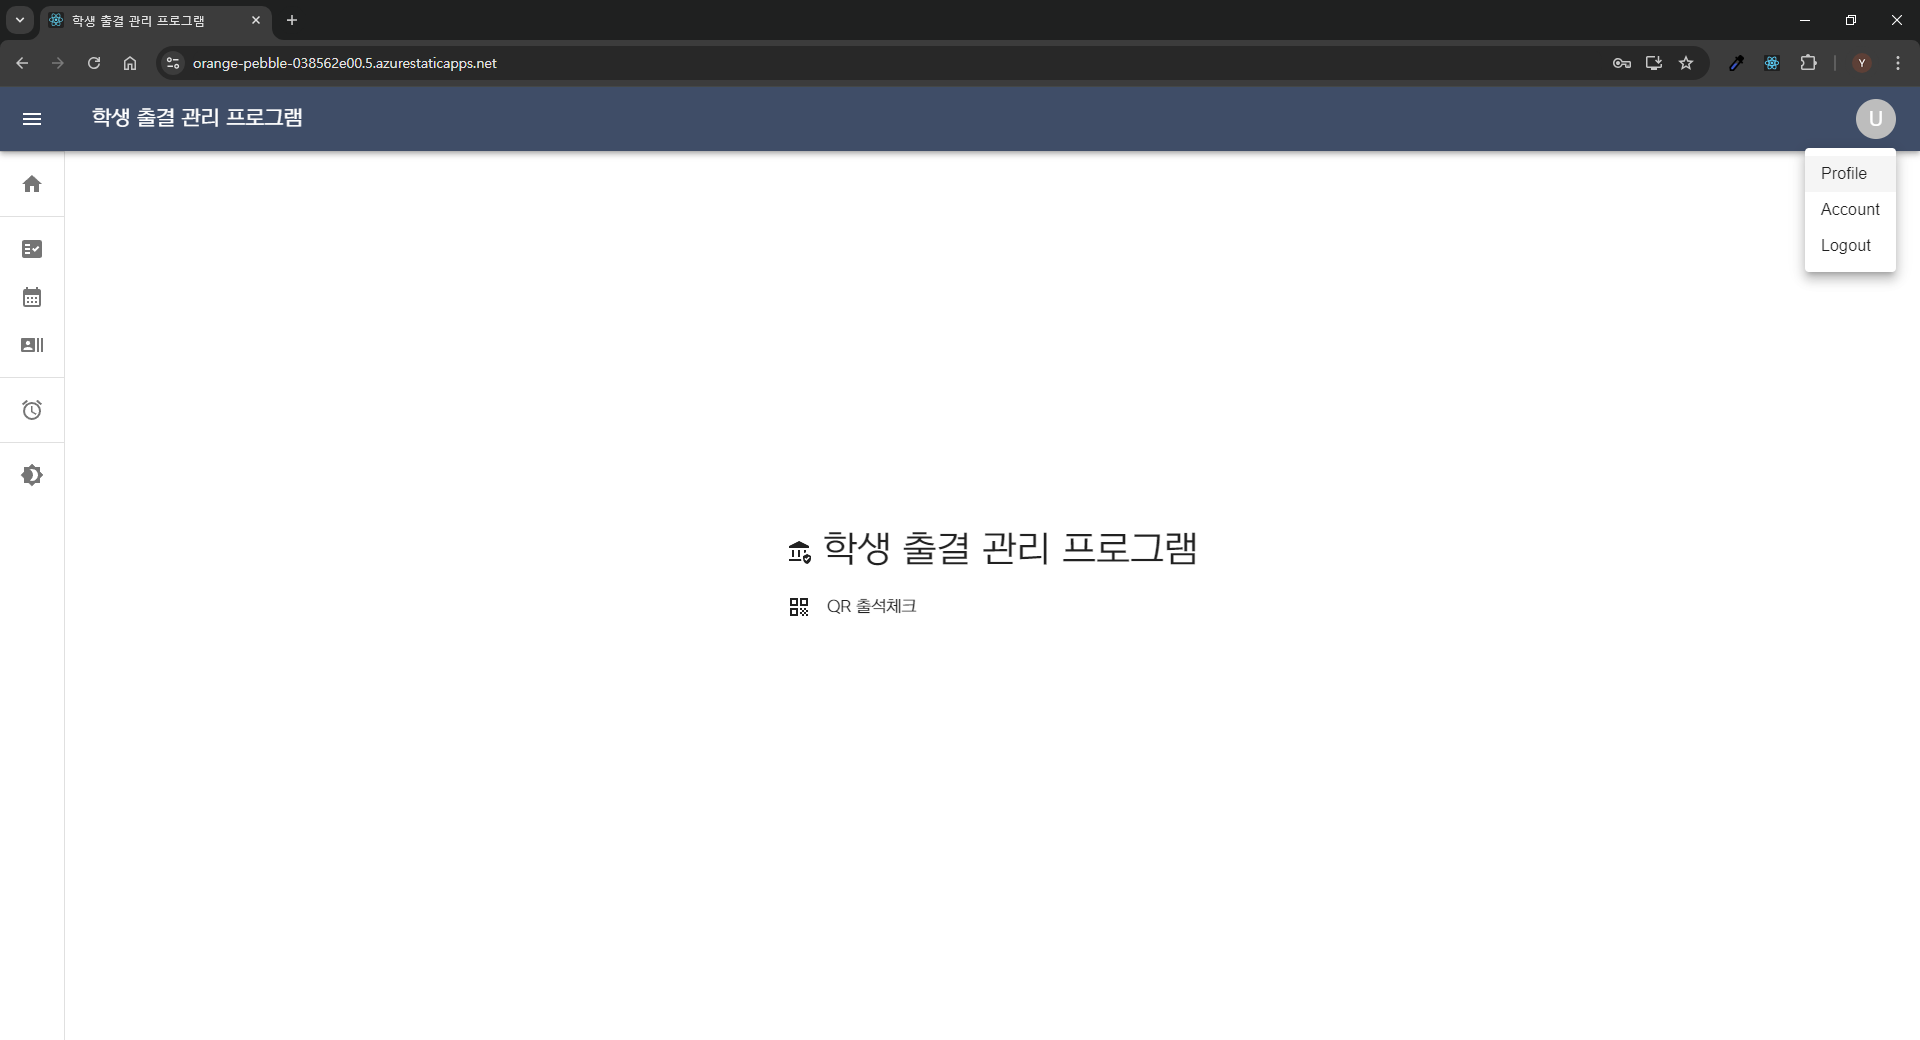 학생 출결 관리 프로그램
orange-pebble-038562e00.5.azurestaticapps.net
Y
학생 출결 관리 프로그램
U
Profile
Account
Logout
학생 출결 관리 프로그램
QR 출석체크